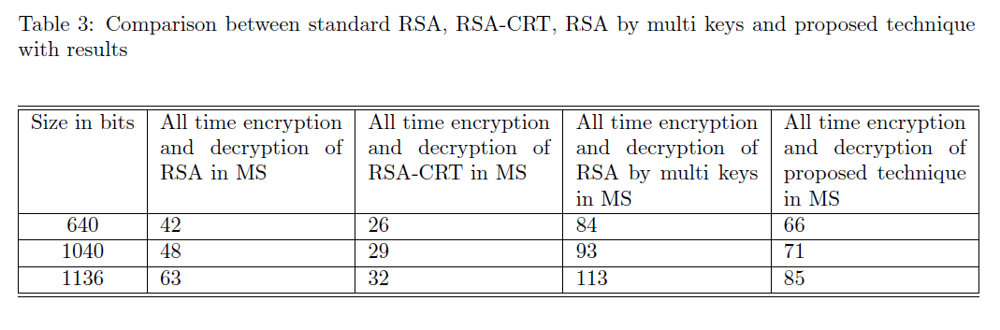 Table 3: Comparison between standard RSA, RSA-CRT, RSA by multi keys and proposed technique
with results
Size in bits All time encryption All time encryption All time encryption All time encryption
and decryption of and decryption of and decryption of and decryption of
RSA in MS RSA-CRT in MS RSA by multi keys proposed technique
in MS in MS
640 42 26 84 66
1040 48 29 93 71
1136 63 32 113 85